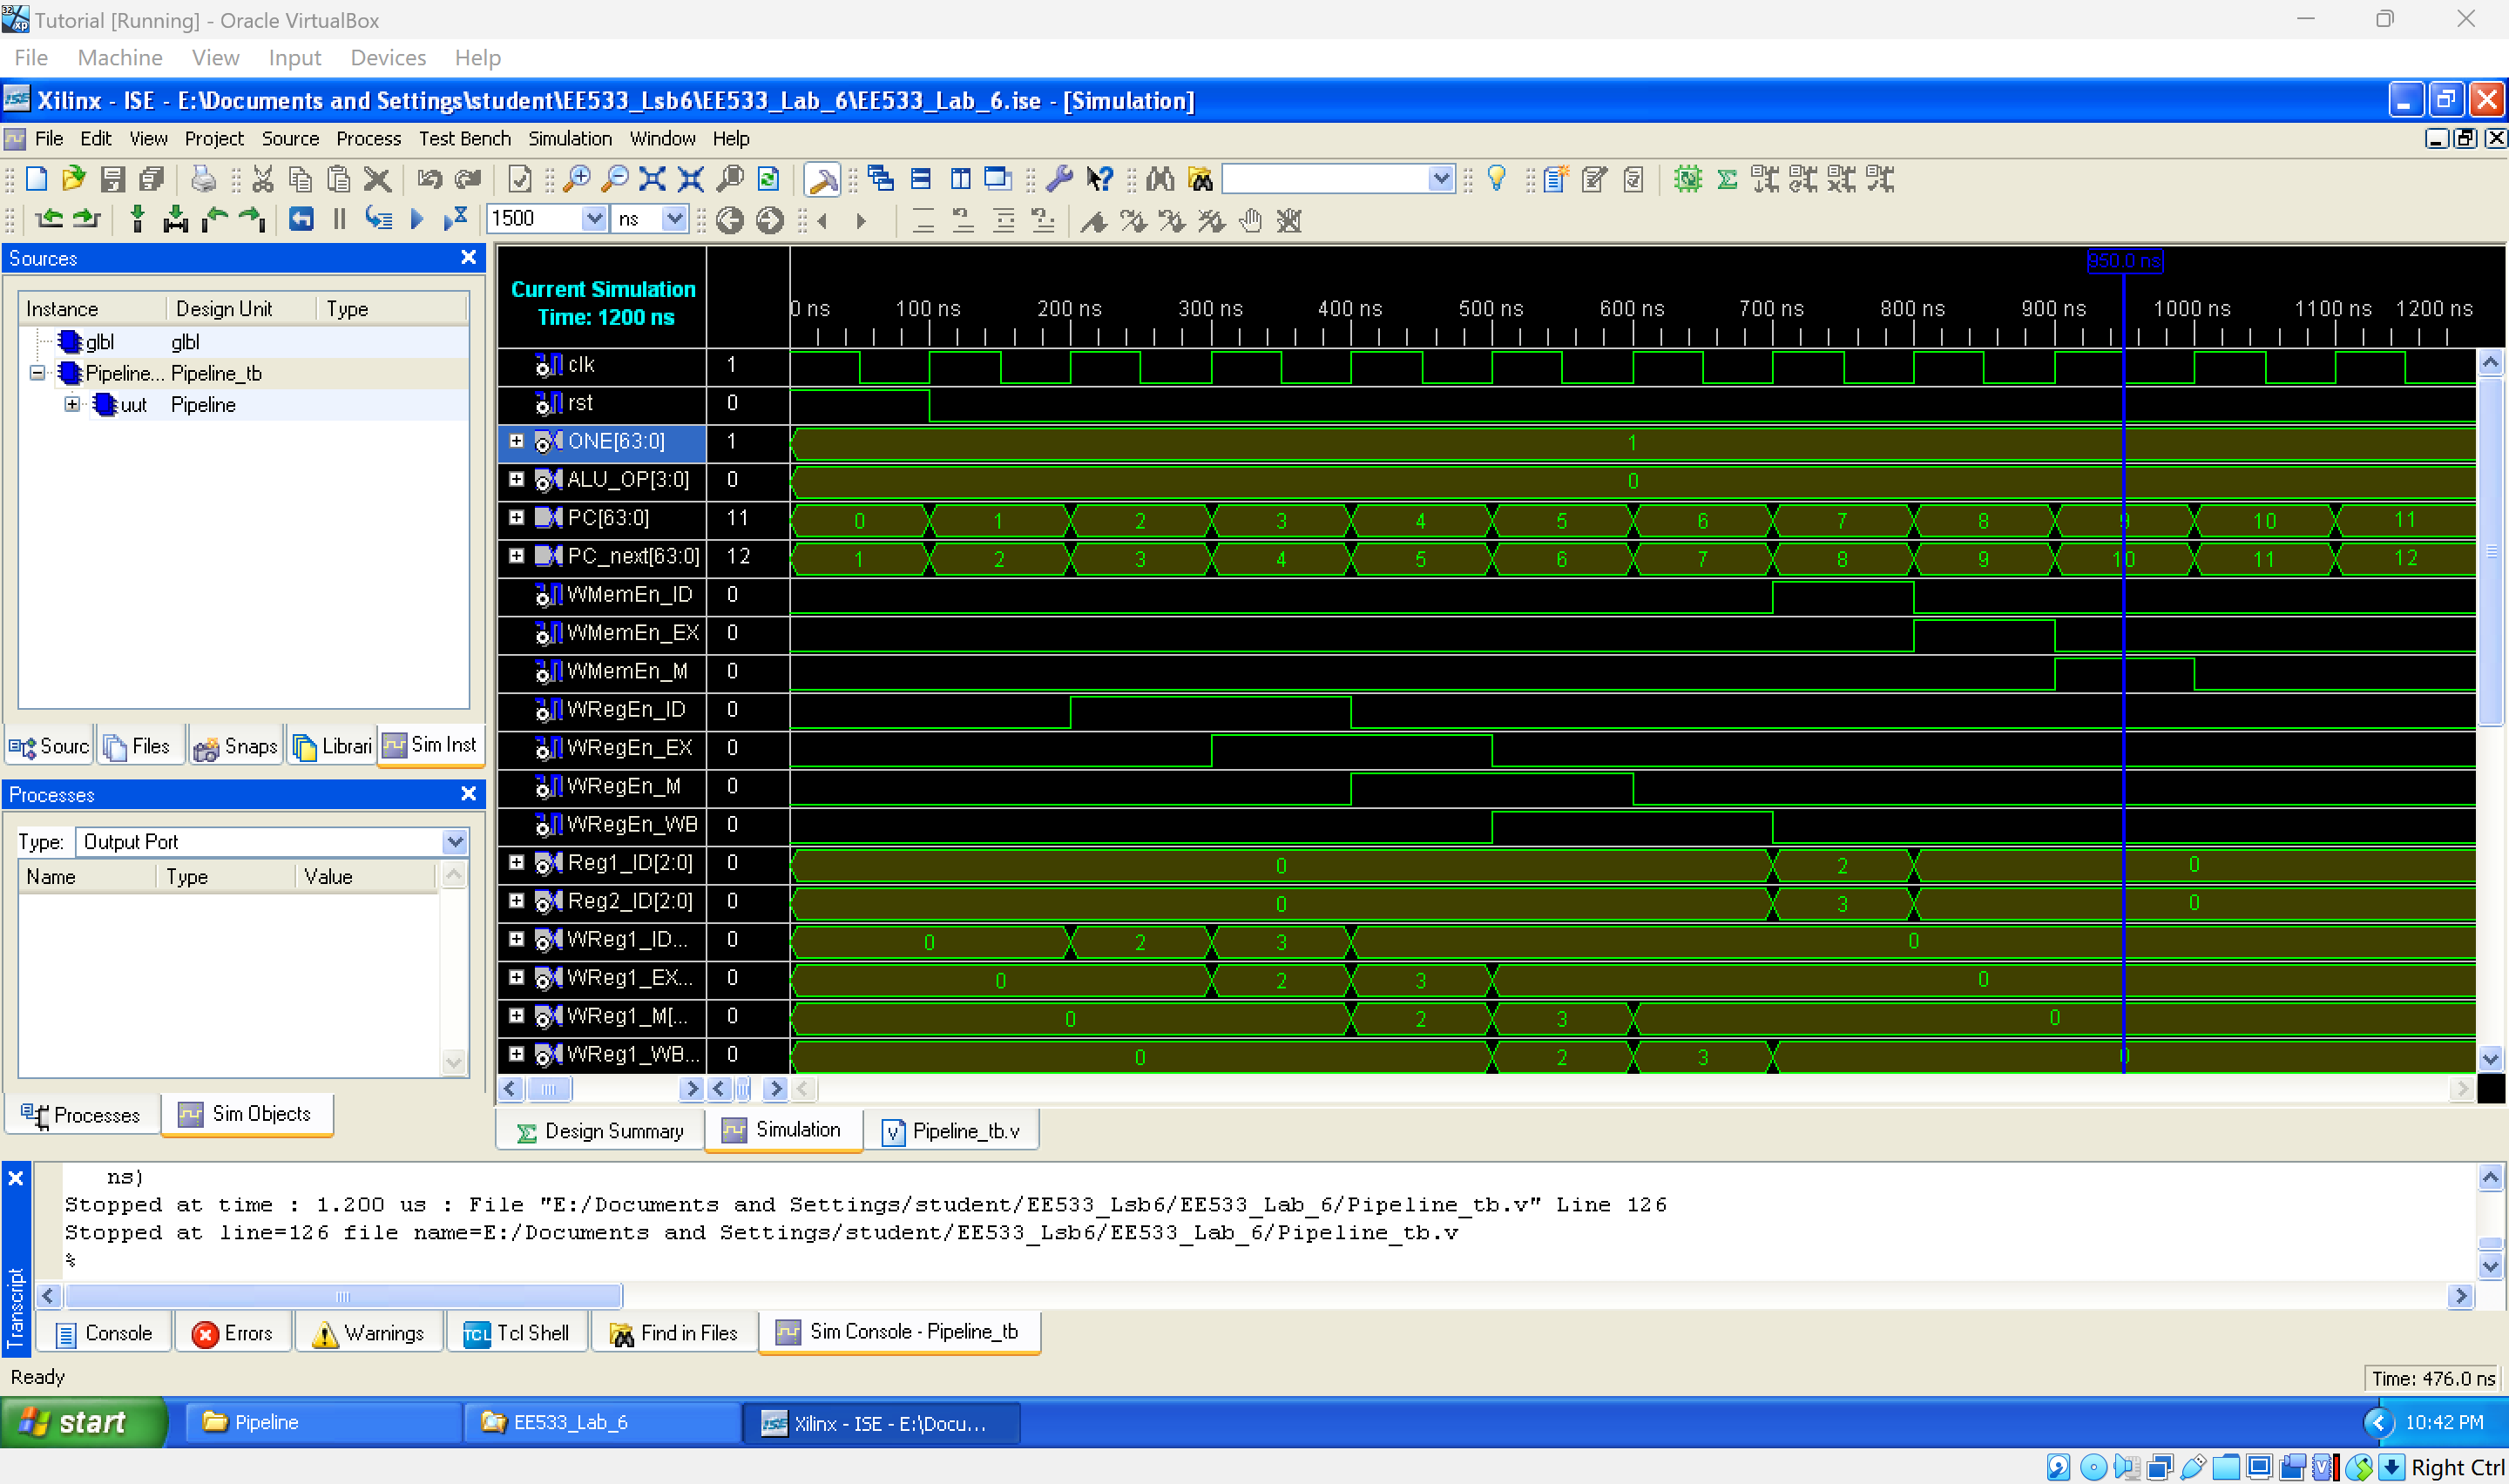 Tutorial [Running] - Oracle VirtualBox
File Machine View Input Devices Help
Xilinx - ISE - E:\Documents and Settings\student\EE533_Lsb6\EE533_Lab_6\EE533_Lab_6.ise - [Simulation]
File Edit View Project Source Process Test Bench Simulation Window Help
1500 ns
Sources
Instance Design Unit Type
glbl glbl
Pipeline... Pipeline_tb
uut Pipeline
Sourc Files Snaps Librari Sim Inst
Processes
Type: Output Port
Name Type Value
Processes Sim Objects
Current Simulation
Time: 1200 ns
950.0 ns
0 ns 100 ns 200 ns 300 ns 400 ns 500 ns 600 ns 700 ns 800 ns 900 ns 1000 ns 1100 ns 1200 ns
clk 1
rst 0
ONE[63:0] 1 1
ALU_OP[3:0] 0 0
PC[63:0] 11 0 1 2 3 4 5 6 7 8 9 10 11
PC_next[63:0] 12 1 2 3 4 5 6 7 8 9 10 11 12
WMemEn_ID 0
WMemEn_EX 0
WMemEn_M 0
WRegEn_ID 0
WRegEn_EX 0
WRegEn_M 0
WRegEn_WB 0
Reg1_ID[2:0] 0 0 2 0
Reg2_ID[2:0] 0 0 3 0
WReg1_ID... 0 0 2 3 0
WReg1_EX... 0 0 2 3 0
WReg1_M[... 0 0 2 3 0
WReg1_WB... 0 0 2 3 0
Design Summary Simulation Pipeline_tb.v
Transcript
ns)
Stopped at time : 1.200 us : File "E:/Documents and Settings/student/EE533_Lsb6/EE533_Lab_6/Pipeline_tb.v" Line 126
Stopped at line=126 file name=E:/Documents and Settings/student/EE533_Lsb6/EE533_Lab_6/Pipeline_tb.v
%
Console Errors Warnings Tcl Shell Find in Files Sim Console - Pipeline_tb
Ready
Time: 476.0 ns
start Pipeline EE533_Lab_6 Xilinx - ISE - E:\Docu... 10:42 PM
Right Ctrl